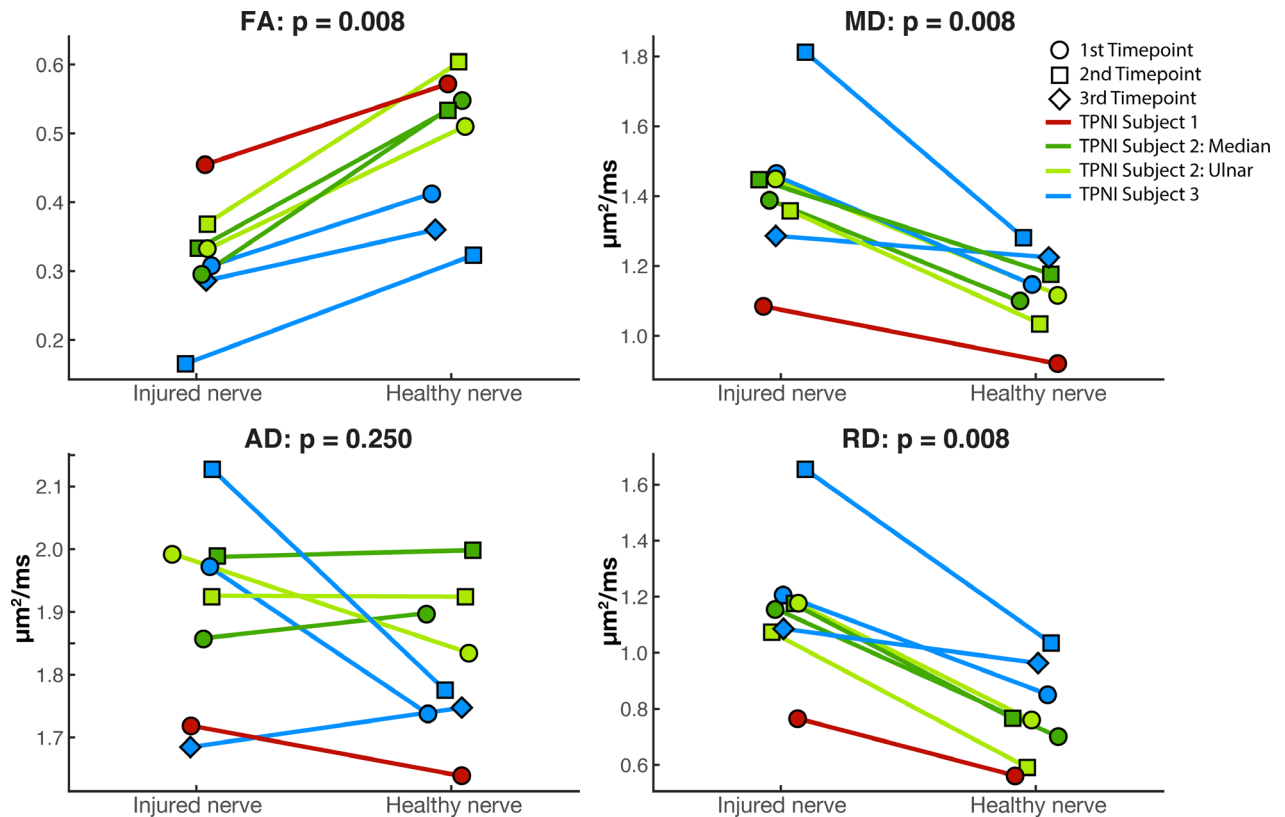 FA: p = 0.008
0.6
0.5
0.4
0.3
0.2
Injured nerve
Healthy nerve
MD: p = 0.008
µm²/ms
1.8
1.6
1.4
1.2
1.0
Injured nerve
Healthy nerve
1st Timepoint
2nd Timepoint
3rd Timepoint
TPNI Subject 1
TPNI Subject 2: Median
TPNI Subject 2: Ulnar
TPNI Subject 3
AD: p = 0.250
µm²/ms
2.1
2.0
1.9
1.8
1.7
Injured nerve
Healthy nerve
RD: p = 0.008
µm²/ms
1.6
1.4
1.2
1.0
0.8
0.6
Injured nerve
Healthy nerve